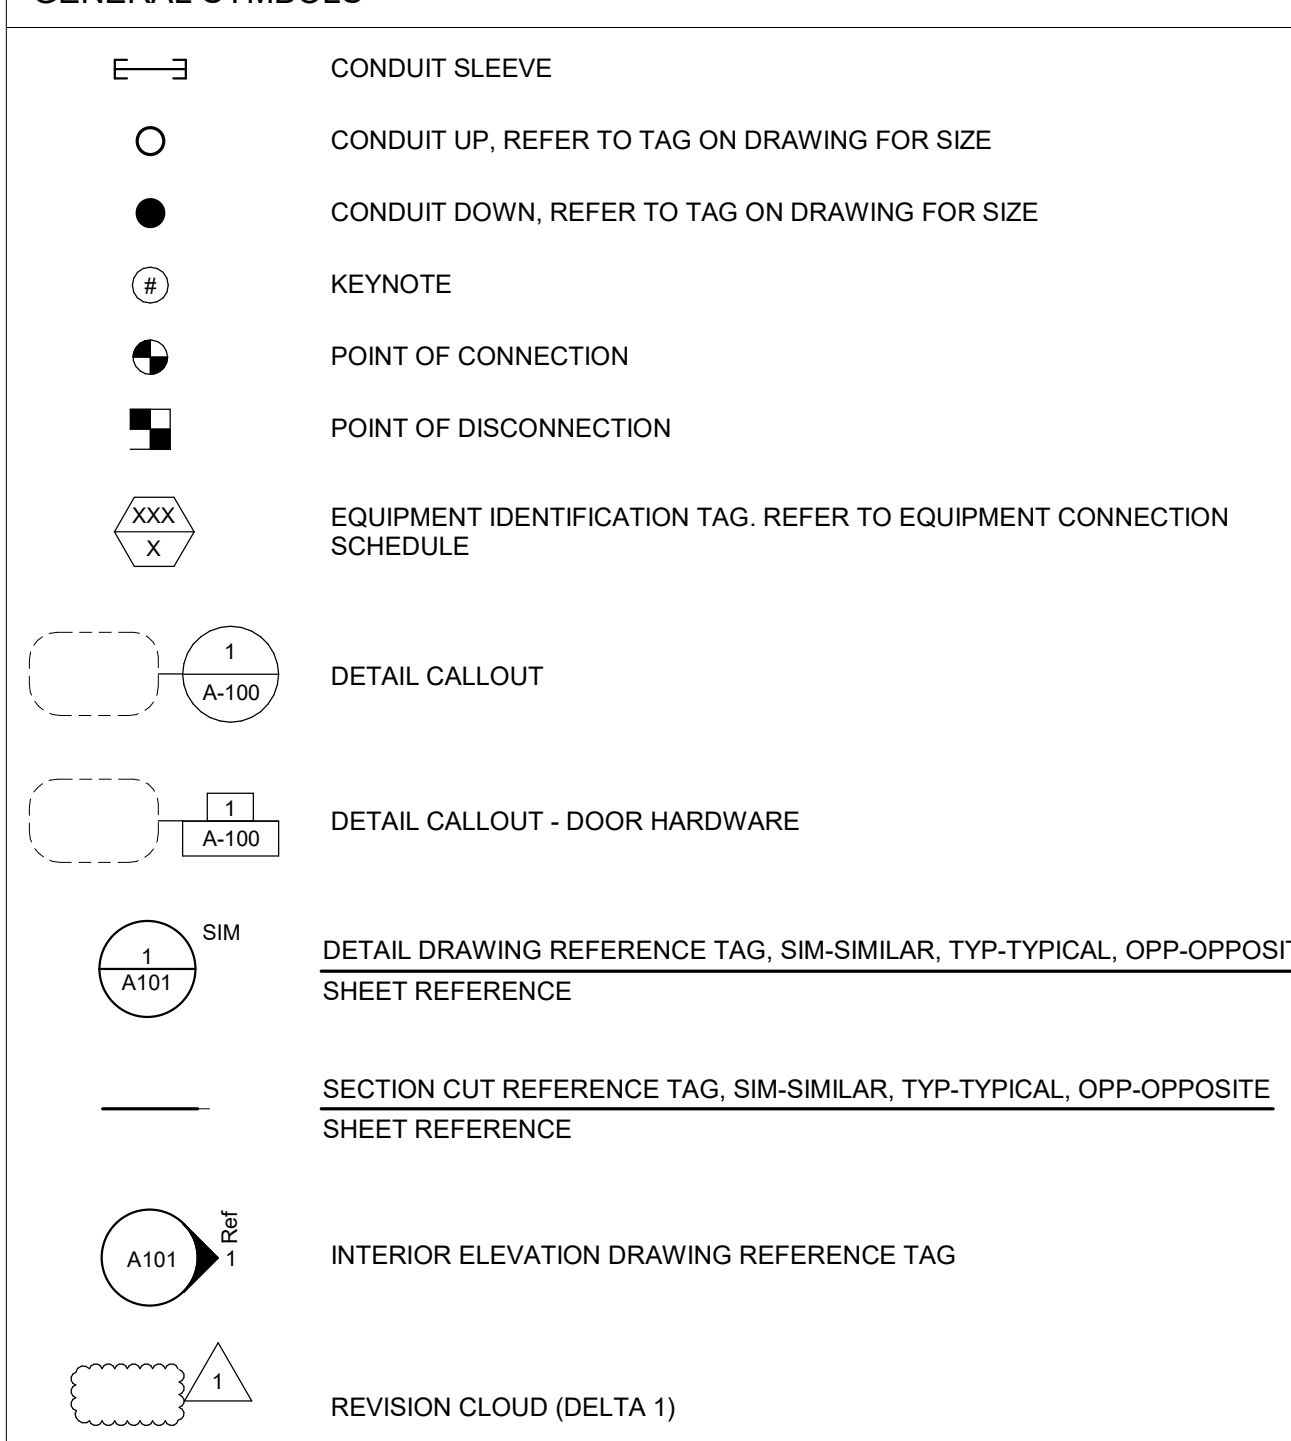 GENERAL SYMBOLS
CONDUIT SLEEVE
CONDUIT UP, REFER TO TAG ON DRAWING FOR SIZE
CONDUIT DOWN, REFER TO TAG ON DRAWING FOR SIZE
# KEYNOTE
POINT OF CONNECTION
POINT OF DISCONNECTION
XXX
X
EQUIPMENT IDENTIFICATION TAG. REFER TO EQUIPMENT CONNECTION
SCHEDULE
1
A-100
DETAIL CALLOUT
1
A-100
DETAIL CALLOUT - DOOR HARDWARE
SIM
1
A101
DETAIL DRAWING REFERENCE TAG, SIM-SIMILAR, TYP-TYPICAL, OPP-OPPOSIT
SHEET REFERENCE
SECTION CUT REFERENCE TAG, SIM-SIMILAR, TYP-TYPICAL, OPP-OPPOSITE
SHEET REFERENCE
A101
Ref
1
INTERIOR ELEVATION DRAWING REFERENCE TAG
1
REVISION CLOUD (DELTA 1)